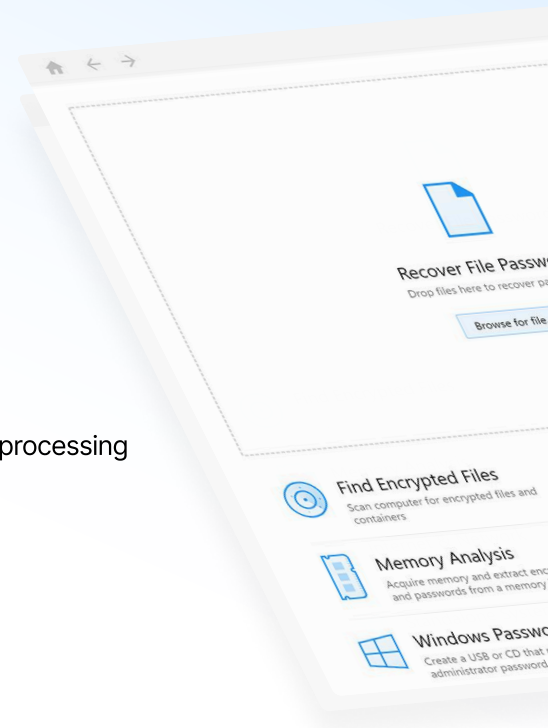 Recover File Passw
Drop files here to recover pa
Browse for file
processing
Find Encrypted Files
Scan computer for encrypted files and
containers
Memory Analysis
Acquire memory and extract enc
and passwords from a memory
Windows Passwo
Create a USB or CD that
administrator password